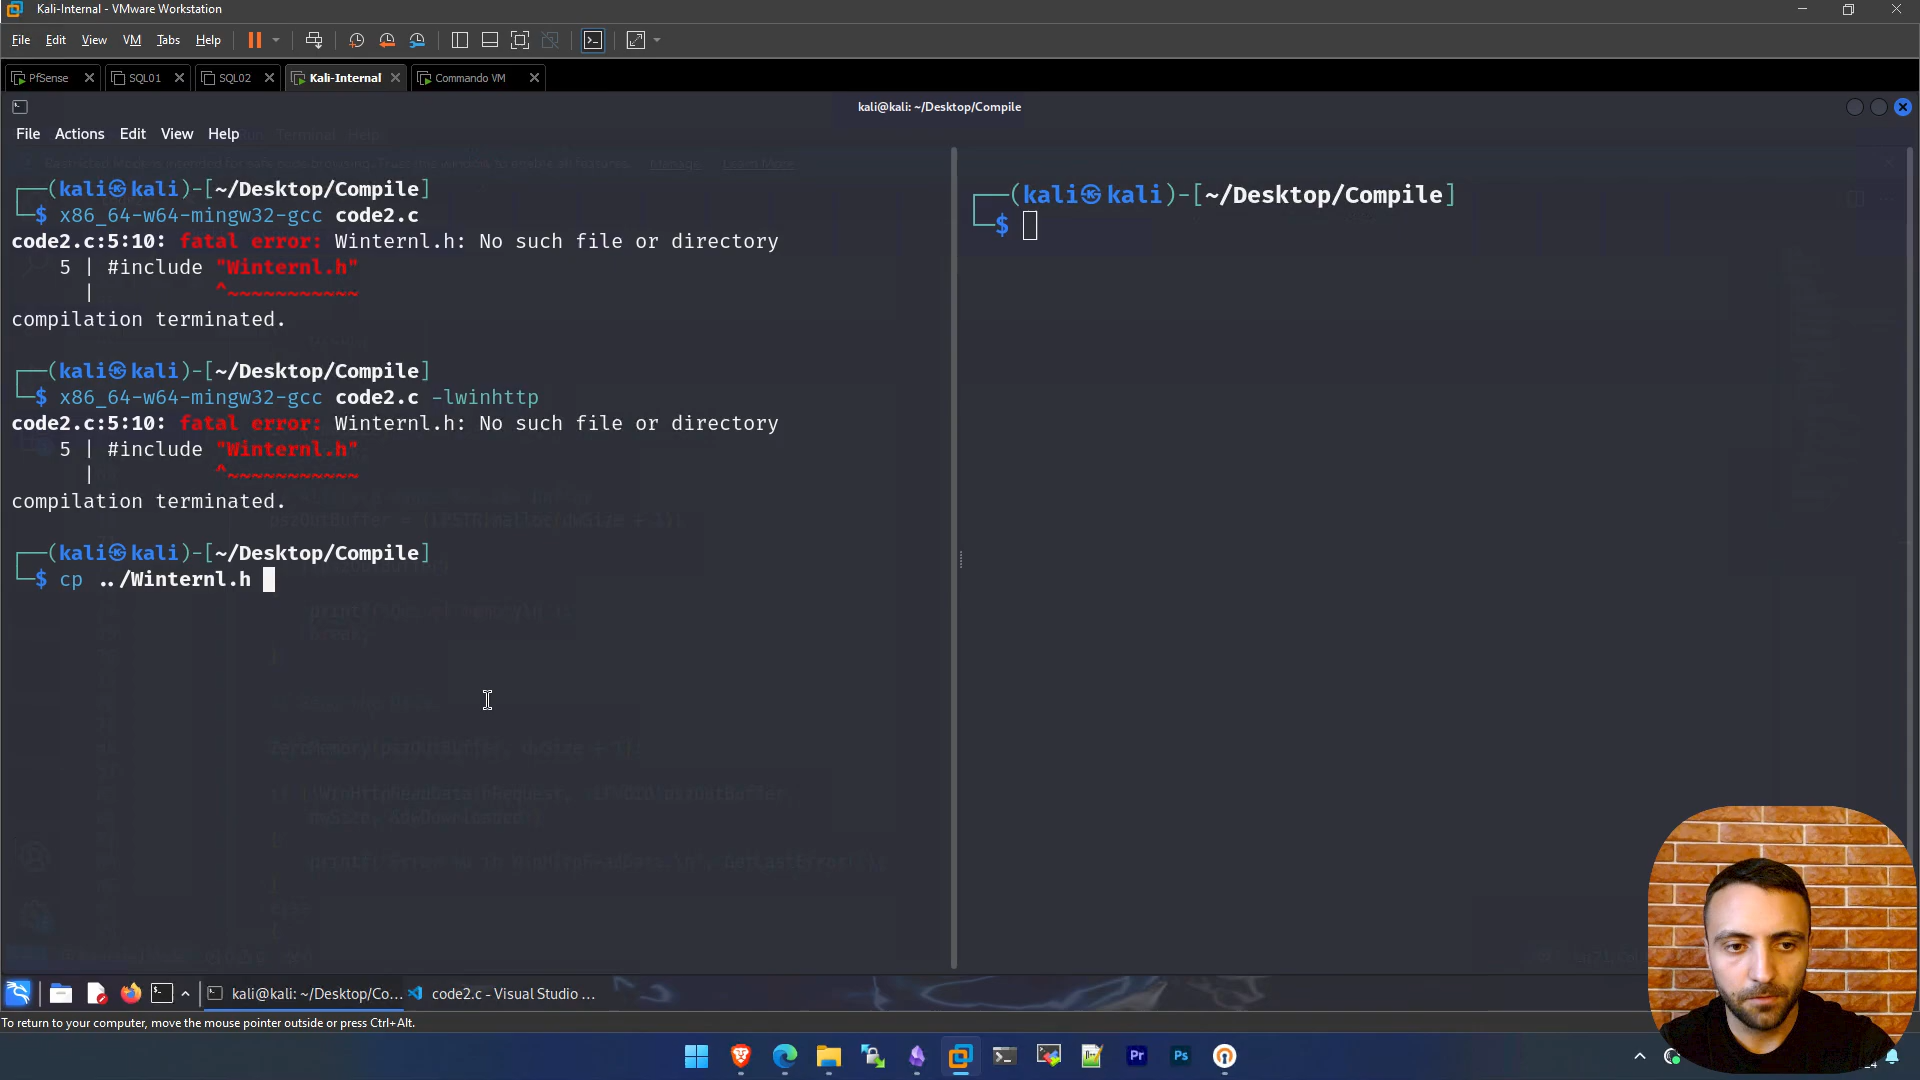 Kali-Internal - VMware Workstation
File Edit View VM Tabs Help
PfSense SQL01 SQL02 Kali-Internal Commando VM
kali@kali: ~/Desktop/Compile
File Actions Edit View Help
┌──(kali㉿kali)-[~/Desktop/Compile]
└─$ x86_64-w64-mingw32-gcc code2.c
code2.c:5:10: fatal error: Winternl.h: No such file or directory
5 | #include "Winternl.h"
| ^~~~~~~~~~~~
compilation terminated.
┌──(kali㉿kali)-[~/Desktop/Compile]
└─$ x86_64-w64-mingw32-gcc code2.c -lwinhttp
code2.c:5:10: fatal error: Winternl.h: No such file or directory
5 | #include "Winternl.h"
| ^~~~~~~~~~~~
compilation terminated.
┌──(kali㉿kali)-[~/Desktop/Compile]
└─$ cp ../Winternl.h
┌──(kali㉿kali)-[~/Desktop/Compile]
└─$
kali@kali: ~/Desktop/Co... code2.c - Visual Studio ...
To return to your computer, move the mouse pointer outside or press Ctrl+Alt.
Pr Ps